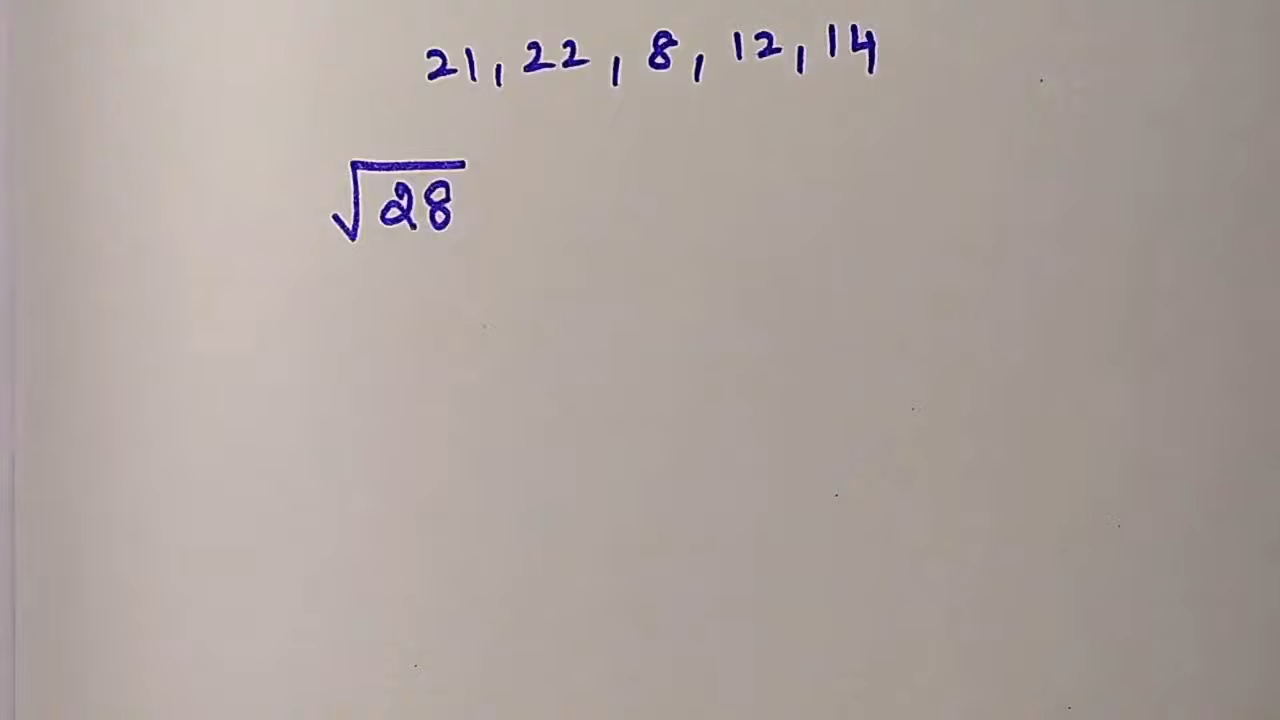 21, 22, 8, 12, 14
√28